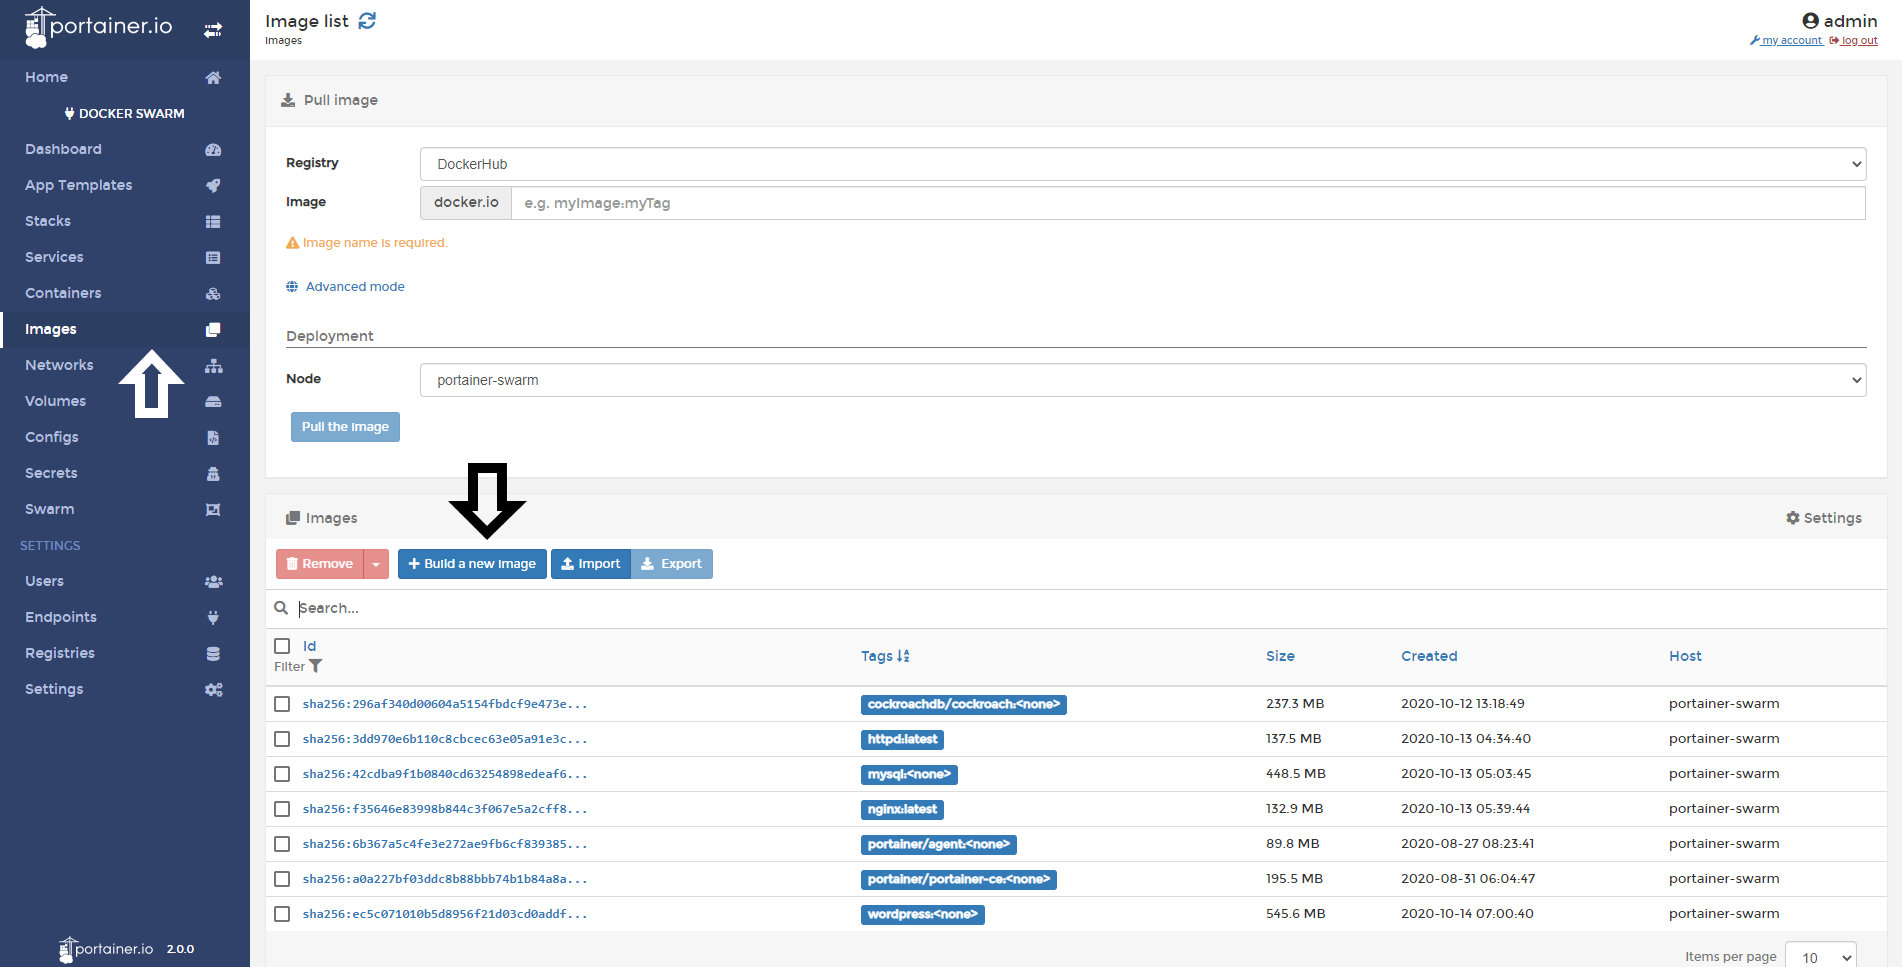 portainer.io
Home
DOCKER SWARM
Dashboard
App Templates
Stacks
Services
Containers
Images
Networks
Volumes
Configs
Secrets
Swarm
SETTINGS
Users
Endpoints
Registries
Settings
portainer.io 2.0.0
Image list
Images
admin
my account log out
Pull image
Registry DockerHub
Image docker.io e.g. myImage:myTag
Image name is required.
Advanced mode
Deployment
Node portainer-swarm
Pull the image
Images Settings
Remove Build a new image Import Export
Search...
Id Tags Size Created Host
Filter
sha256:296af340d00604a5154fbdcf9e473e... cockroachdb/cockroach:<none> 237.3 MB 2020-10-12 13:18:49 portainer-swarm
sha256:3dd970e6b110c8cbcec63e05a91e3c... httpd:latest 137.5 MB 2020-10-13 04:34:40 portainer-swarm
sha256:42cdba9f1b0840cd63254898edeaf6... mysql:<none> 448.5 MB 2020-10-13 05:03:45 portainer-swarm
sha256:f35646e83998b844c3f067e5a2cff8... nginx:latest 132.9 MB 2020-10-13 05:39:44 portainer-swarm
sha256:6b367a5c4fe3e272ae9fb6cf839385... portainer/agent:<none> 89.8 MB 2020-08-27 08:23:41 portainer-swarm
sha256:a0a227bf03ddc8b88bbb74b1b84a8a... portainer/portainer-ce:<none> 195.5 MB 2020-08-31 06:04:47 portainer-swarm
sha256:ec5c071010b5d8956f21d03cd0addf... wordpress:<none> 545.6 MB 2020-10-14 07:00:40 portainer-swarm
Items per page 10